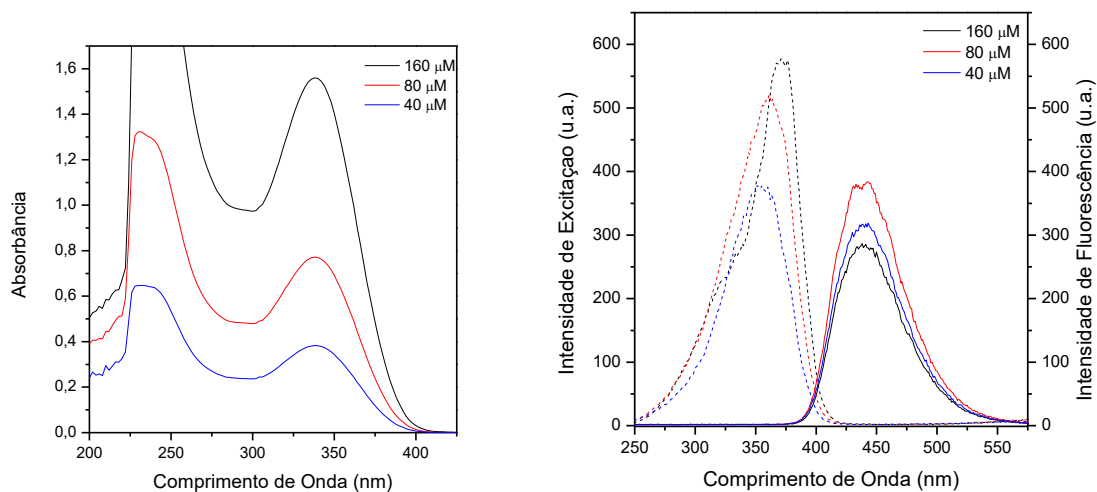 Absorbância
1,6
1,4
1,2
1,0
0,8
0,6
0,4
0,2
0,0
160 μM
80 μM
40 μM
200 250 300 350 400
Comprimento de Onda (nm)
Intensidade de Excitaçao (u.a.)
600
500
400
300
200
100
0
160 μM
80 μM
40 μM
250 300 350 400 450 500 550
Comprimento de Onda (nm)
600
500
400
300
200
100
0
Intensidade de Fluorescência (u.a.)